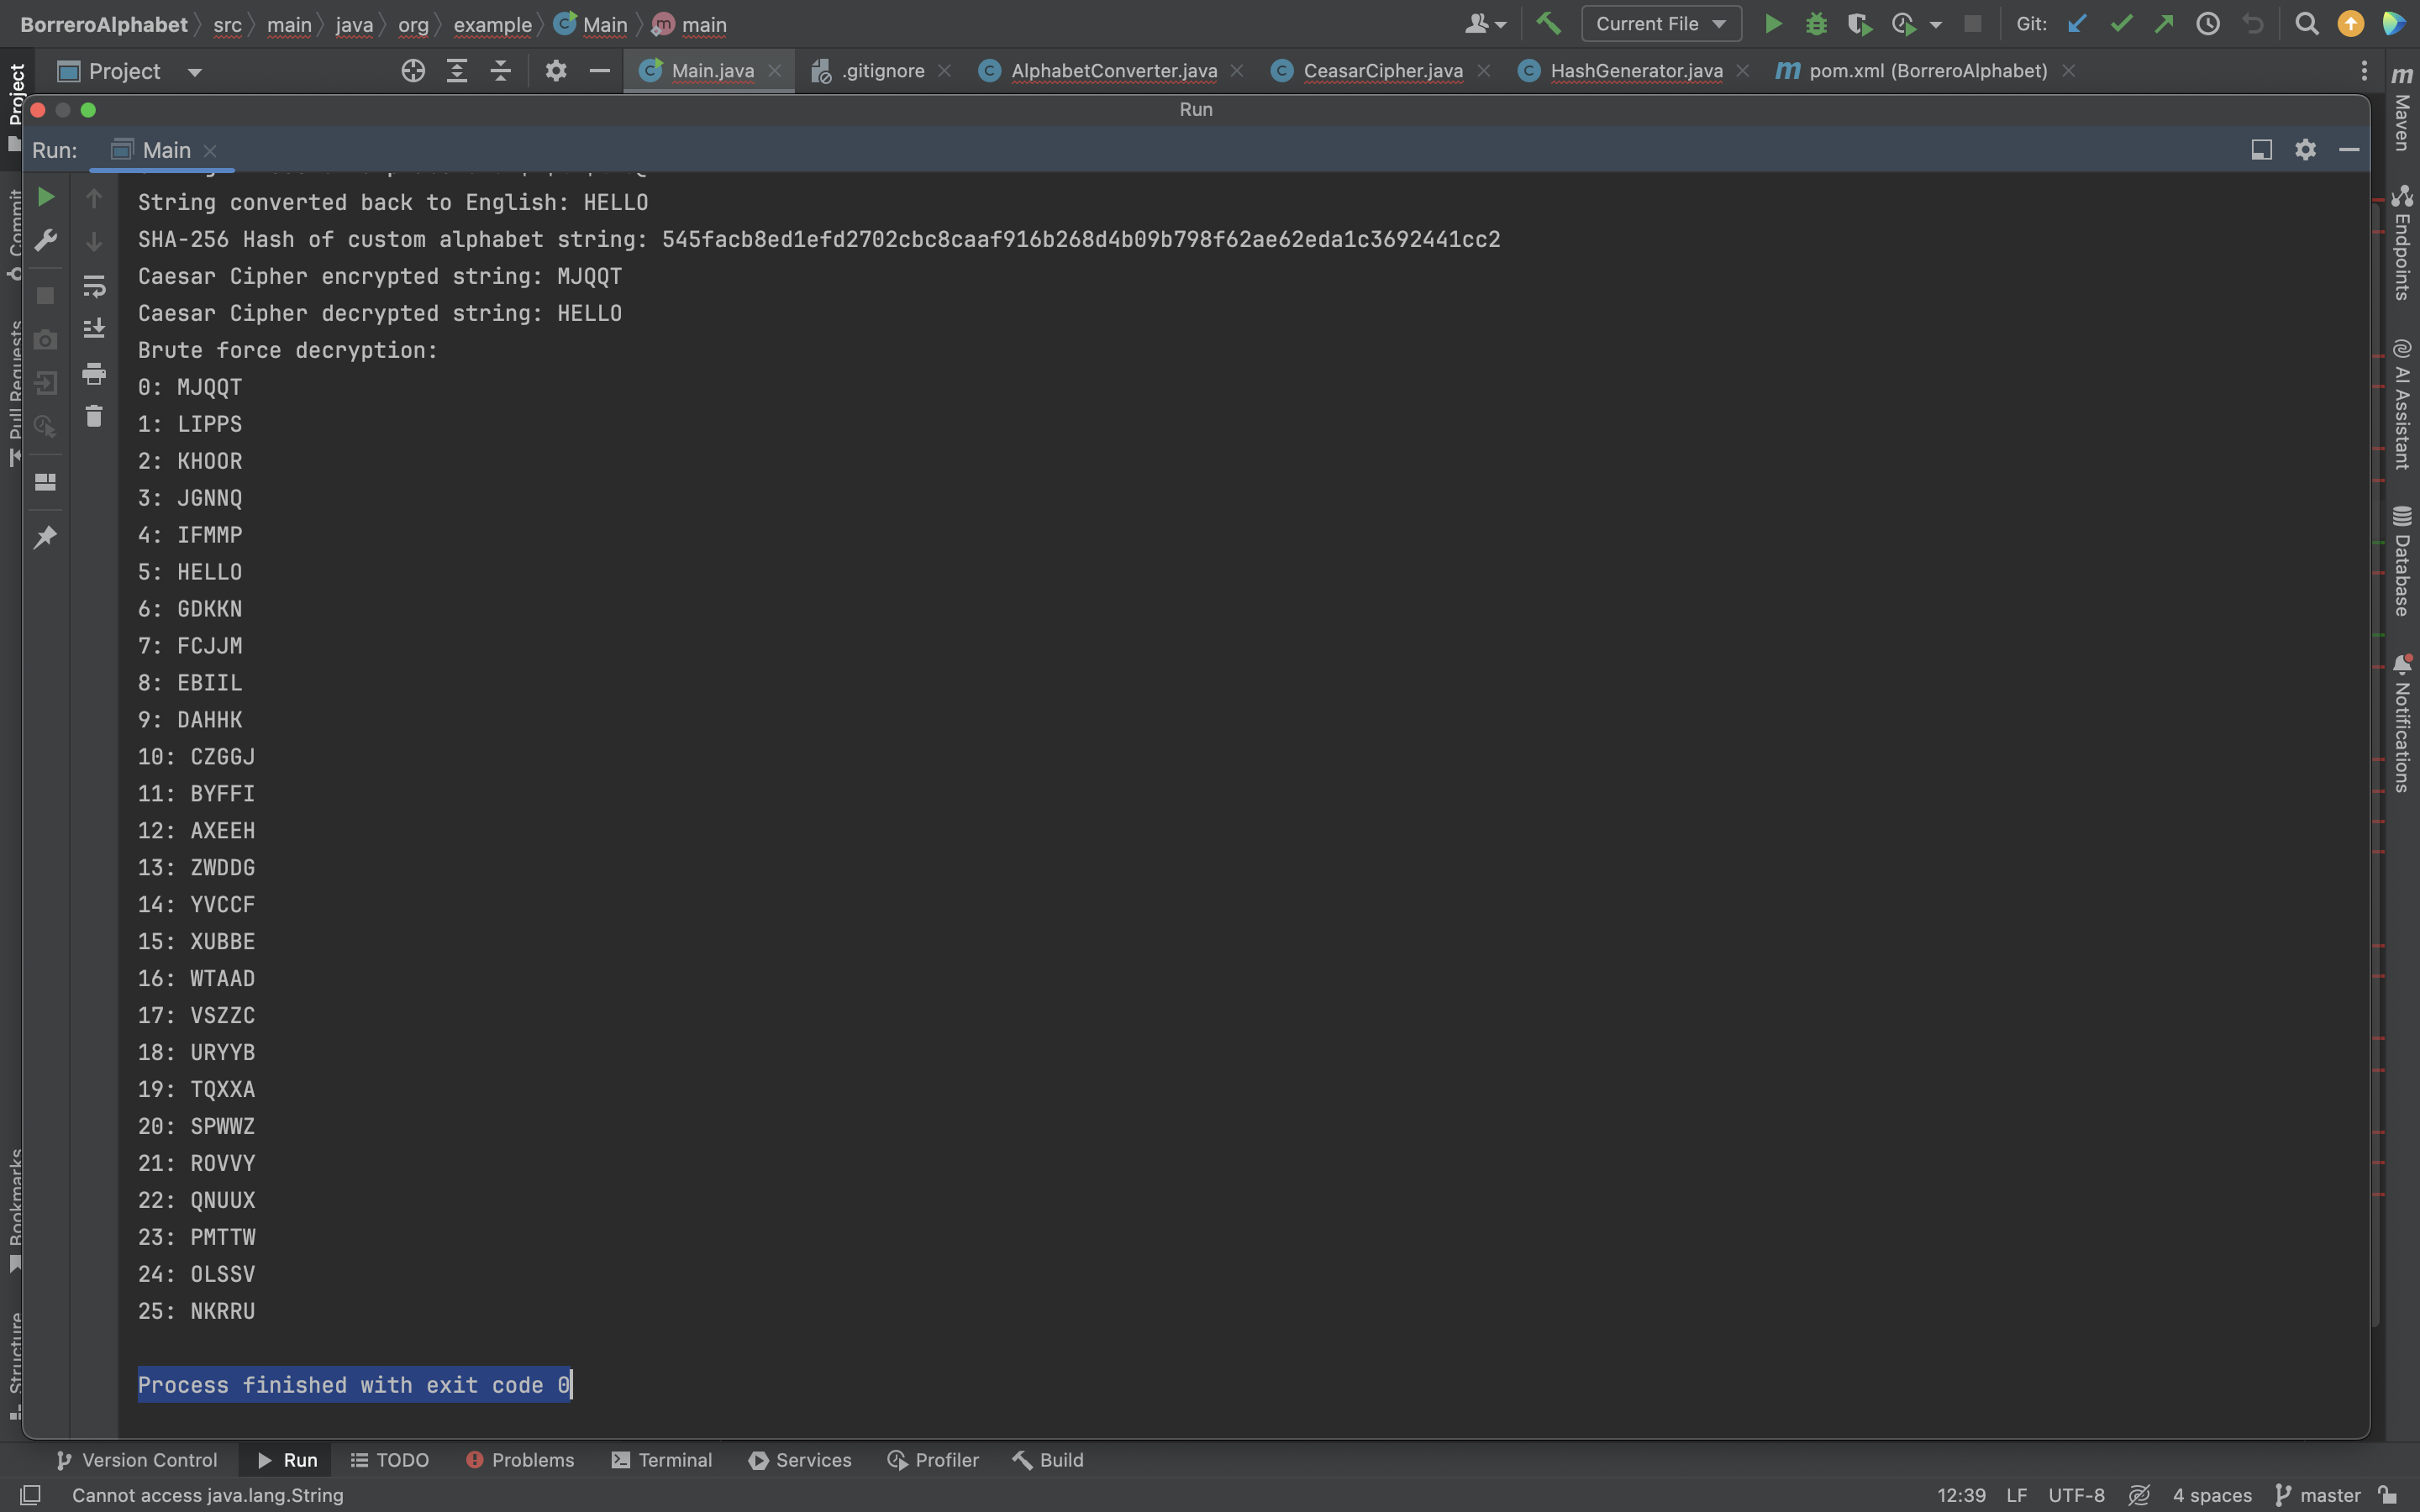 BorreroAlphabet src main java org example Main main Current File Git:
Project Main.java .gitignore AlphabetConverter.java CeasarCipher.java HashGenerator.java pom.xml (BorreroAlphabet)
Run
Run: Main
String converted back to English: HELLO
SHA-256 Hash of custom alphabet string: 545facb8ed1efd2702cbc8caaf916b268d4b09b798f62ae62eda1c3692441cc2
Caesar Cipher encrypted string: MJQQT
Caesar Cipher decrypted string: HELLO
Brute force decryption:
0: MJQQT
1: LIPPS
2: KHOOR
3: JGNNQ
4: IFMMP
5: HELLO
6: GDKKN
7: FCJJM
8: EBIIL
9: DAHHK
10: CZGGJ
11: BYFFI
12: AXEEH
13: ZWDDG
14: YVCCF
15: XUBBE
16: WTAAD
17: VSZZC
18: URYYB
19: TQXXA
20: SPWWZ
21: ROVVY
22: QNUUX
23: PMTTW
24: OLSSV
25: NKRRU
Process finished with exit code 0
Project
Commit
Pull Requests
Bookmarks
Structure
Maven
Endpoints
AI Assistant
Database
Notifications
Version Control Run TODO Problems Terminal Services Profiler Build
Cannot access java.lang.String 12:39 LF UTF-8 4 spaces master